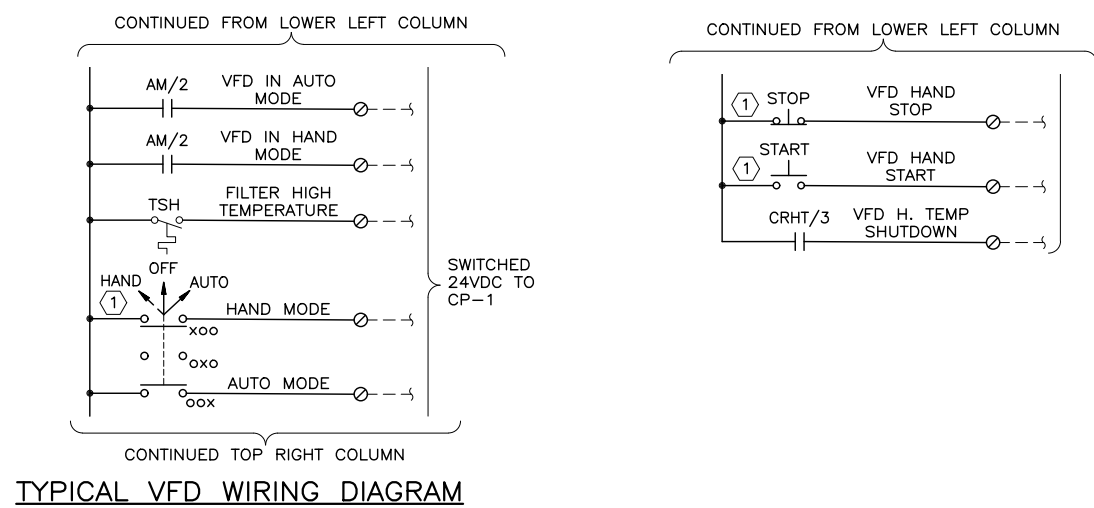 CONTINUED FROM LOWER LEFT COLUMN
AM/2
VFD IN AUTO
MODE
AM/2
VFD IN HAND
MODE
TSH
FILTER HIGH
TEMPERATURE
OFF
HAND
AUTO
1
HAND MODE
XOO
OXO
AUTO MODE
OOX
SWITCHED
24VDC TO
CP-1
CONTINUED TOP RIGHT COLUMN
TYPICAL VFD WIRING DIAGRAM
CONTINUED FROM LOWER LEFT COLUMN
1
STOP
VFD HAND
STOP
START
1
VFD HAND
START
CRHT/3
VFD H. TEMP
SHUTDOWN